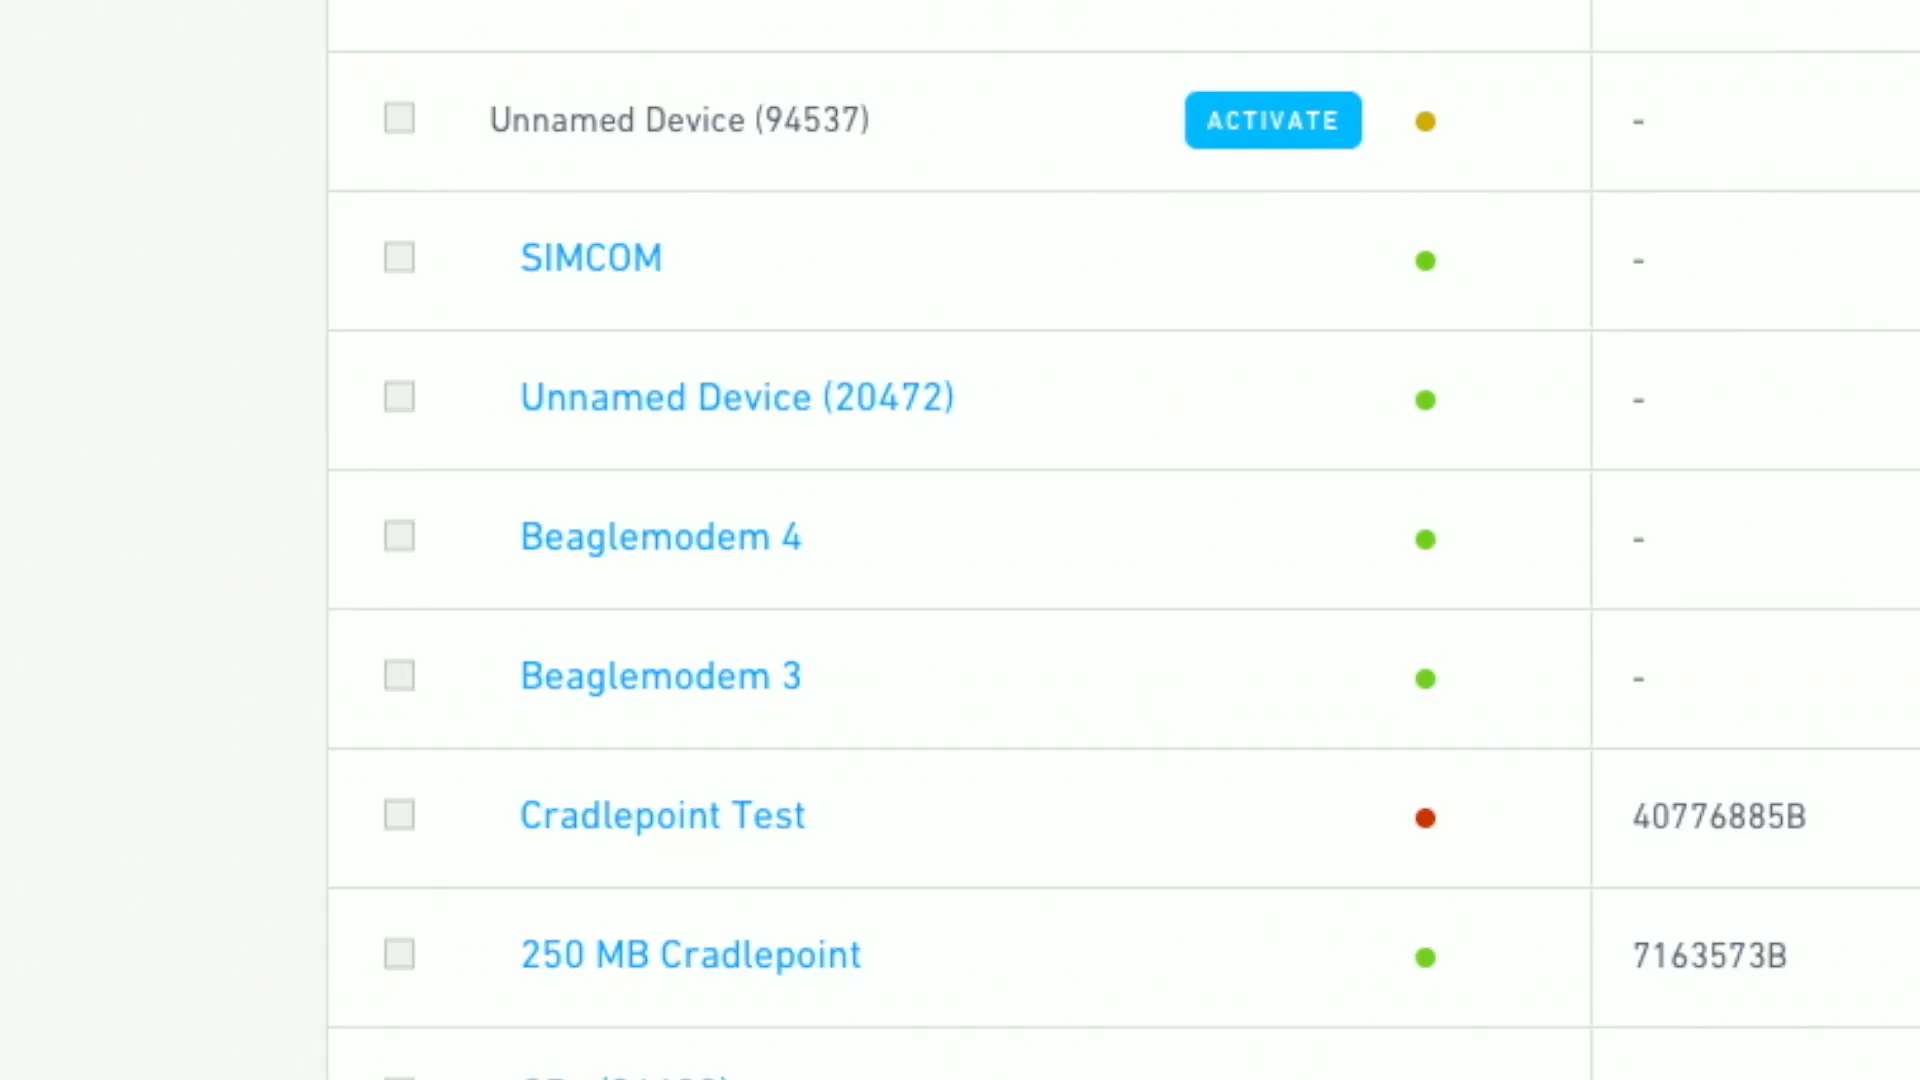 Unnamed Device (94537) ACTIVATE -
SIMCOM -
Unnamed Device (20472) -
Beaglemodem 4 -
Beaglemodem 3 -
Cradlepoint Test 40776885B
250 MB Cradlepoint 7163573B